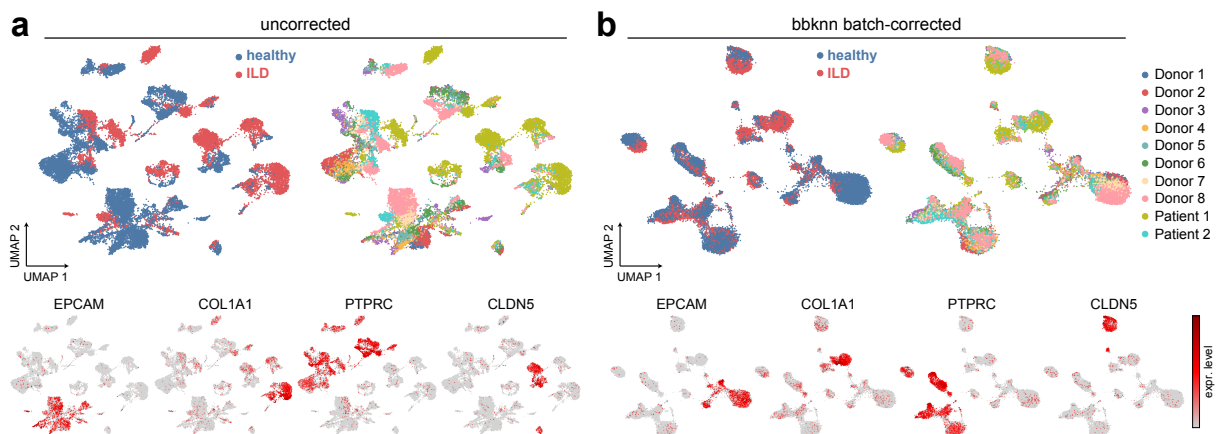 a
uncorrected
healthy
ILD
UMAP 2
UMAP 1
EPCAM
COL1A1
PTPRC
CLDN5
b
bbknn batch-corrected
healthy
ILD
Donor 1
Donor 2
Donor 3
Donor 4
Donor 5
Donor 6
Donor 7
Donor 8
Patient 1
Patient 2
UMAP 2
UMAP 1
EPCAM
COL1A1
PTPRC
CLDN5
expr. level